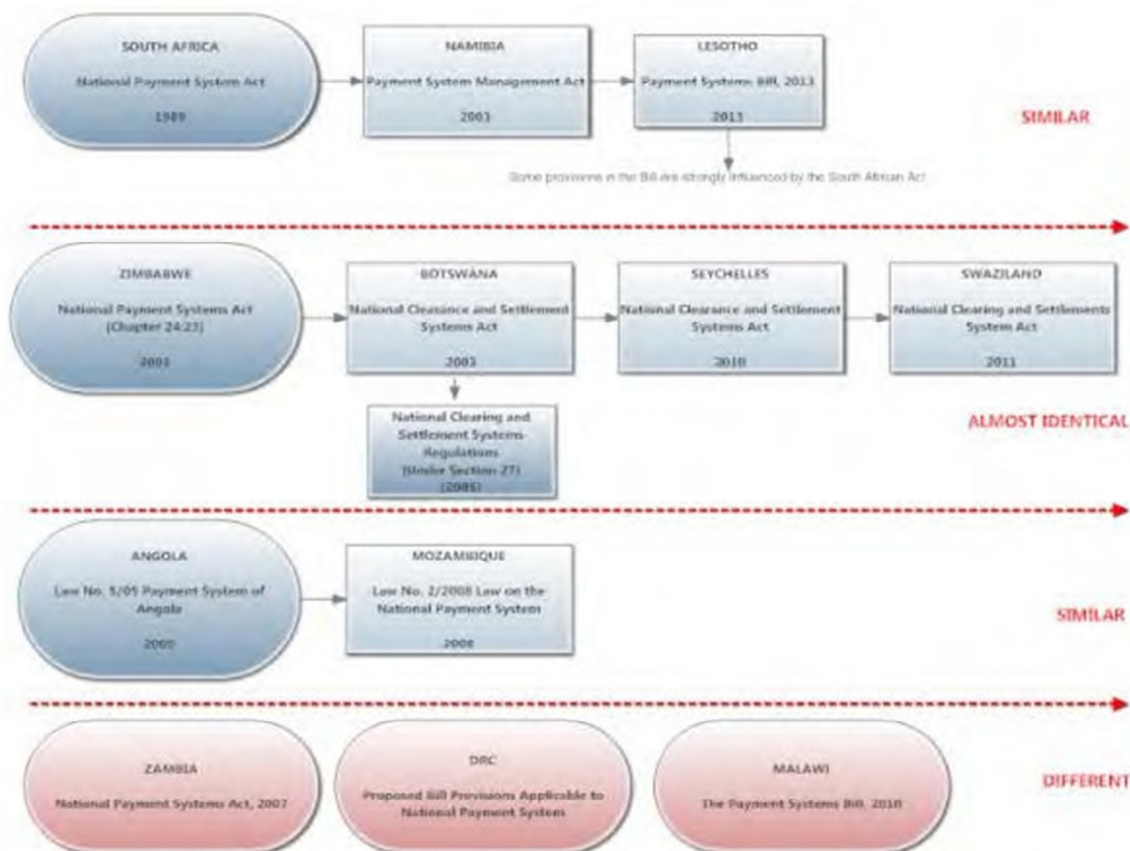 SOUTH AFRICA
National Payment System Act
NAMIBIA
Payment System Management Act
2003
LESOTHO
Payment Systems Bill, 2013
2013
SIMILAR
Some provisions in the Bill are strongly influenced by the South African Act
ZIMBABWE
National Payment Systems Act
(Chapter 24:23)
2001
BOTSWANA
National Clearance and Settlement
Systems Act
2003
SEYCHELLES
National Clearance and Settlement
Systems Act
2010
SWAZILAND
National Clearing and Settlements
System Act
2011
National Clearing and
Settlement Systems
Regulations
(Under Section 27)
(2005)
ALMOST IDENTICAL
ANGOLA
Law No. 5/05 Payment System of
Angola
MOZAMBIQUE
Law No. 2/2008 Law on the
National Payment System
2008
SIMILAR
ZAMBIA
National Payment Systems Act, 2007
DRC
Proposed Bill Provisions Applicable to
National Payment System
MALAWI
The Payment Systems Bill, 2010
DIFFERENT